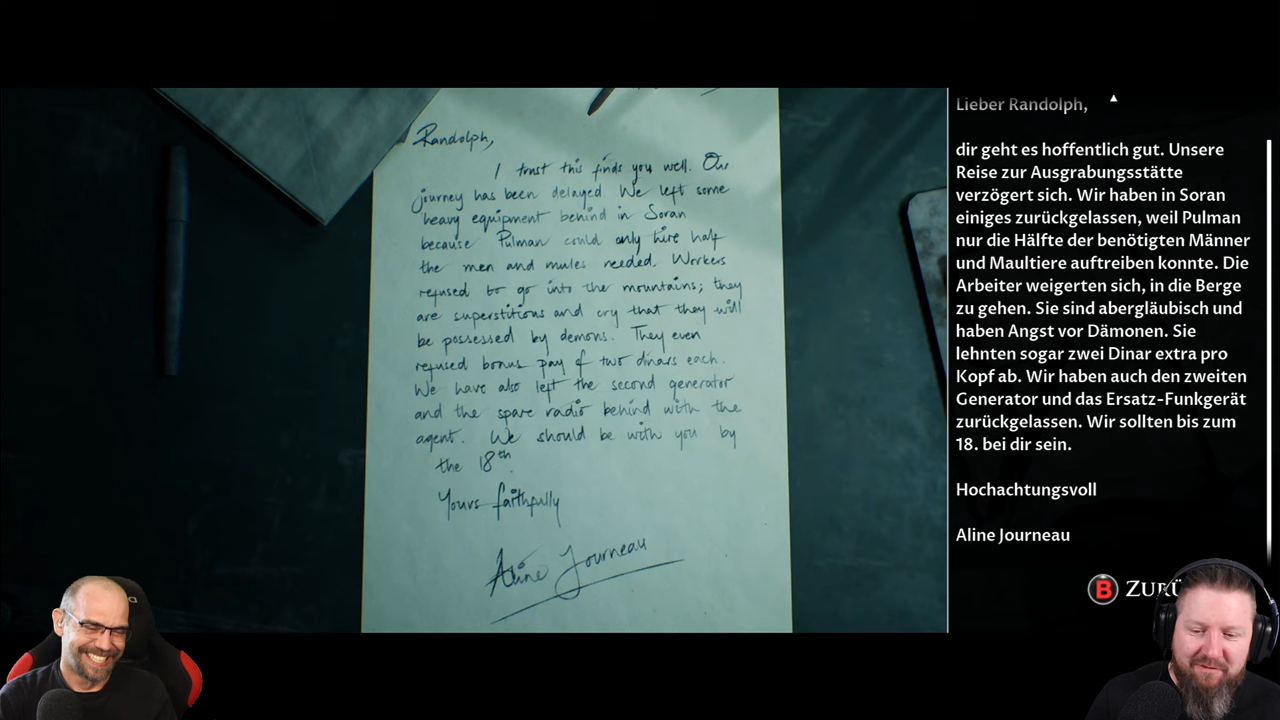 Randolph,
I trust this finds you well. Our
journey has been delayed. We left some
heavy equipment behind in Soran
because Pulman could only hire half
the men and mules needed. Workers
refused to go into the mountains; they
are superstitious and cry that they will
be possessed by demons. They even
refused bonus pay of two dinars each.
We have also left the second generator
and the spare radio behind with the
agent. We should be with you by
the 18th.
Yours faithfully
Aline Journeau
Lieber Randolph,
dir geht es hoffentlich gut. Unsere
Reise zur Ausgrabungsstätte
verzögert sich. Wir haben in Soran
einiges zurückgelassen, weil Pulman
nur die Hälfte der benötigten Männer
und Maultiere auftreiben konnte. Die
Arbeiter weigerten sich, in die Berge
zu gehen. Sie sind abergläubisch und
haben Angst vor Dämonen. Sie
lehnten sogar zwei Dinar extra pro
Kopf ab. Wir haben auch den zweiten
Generator und das Ersatz-Funkgerät
zurückgelassen. Wir sollten bis zum
18. bei dir sein.
Hochachtungsvoll
Aline Journeau
B